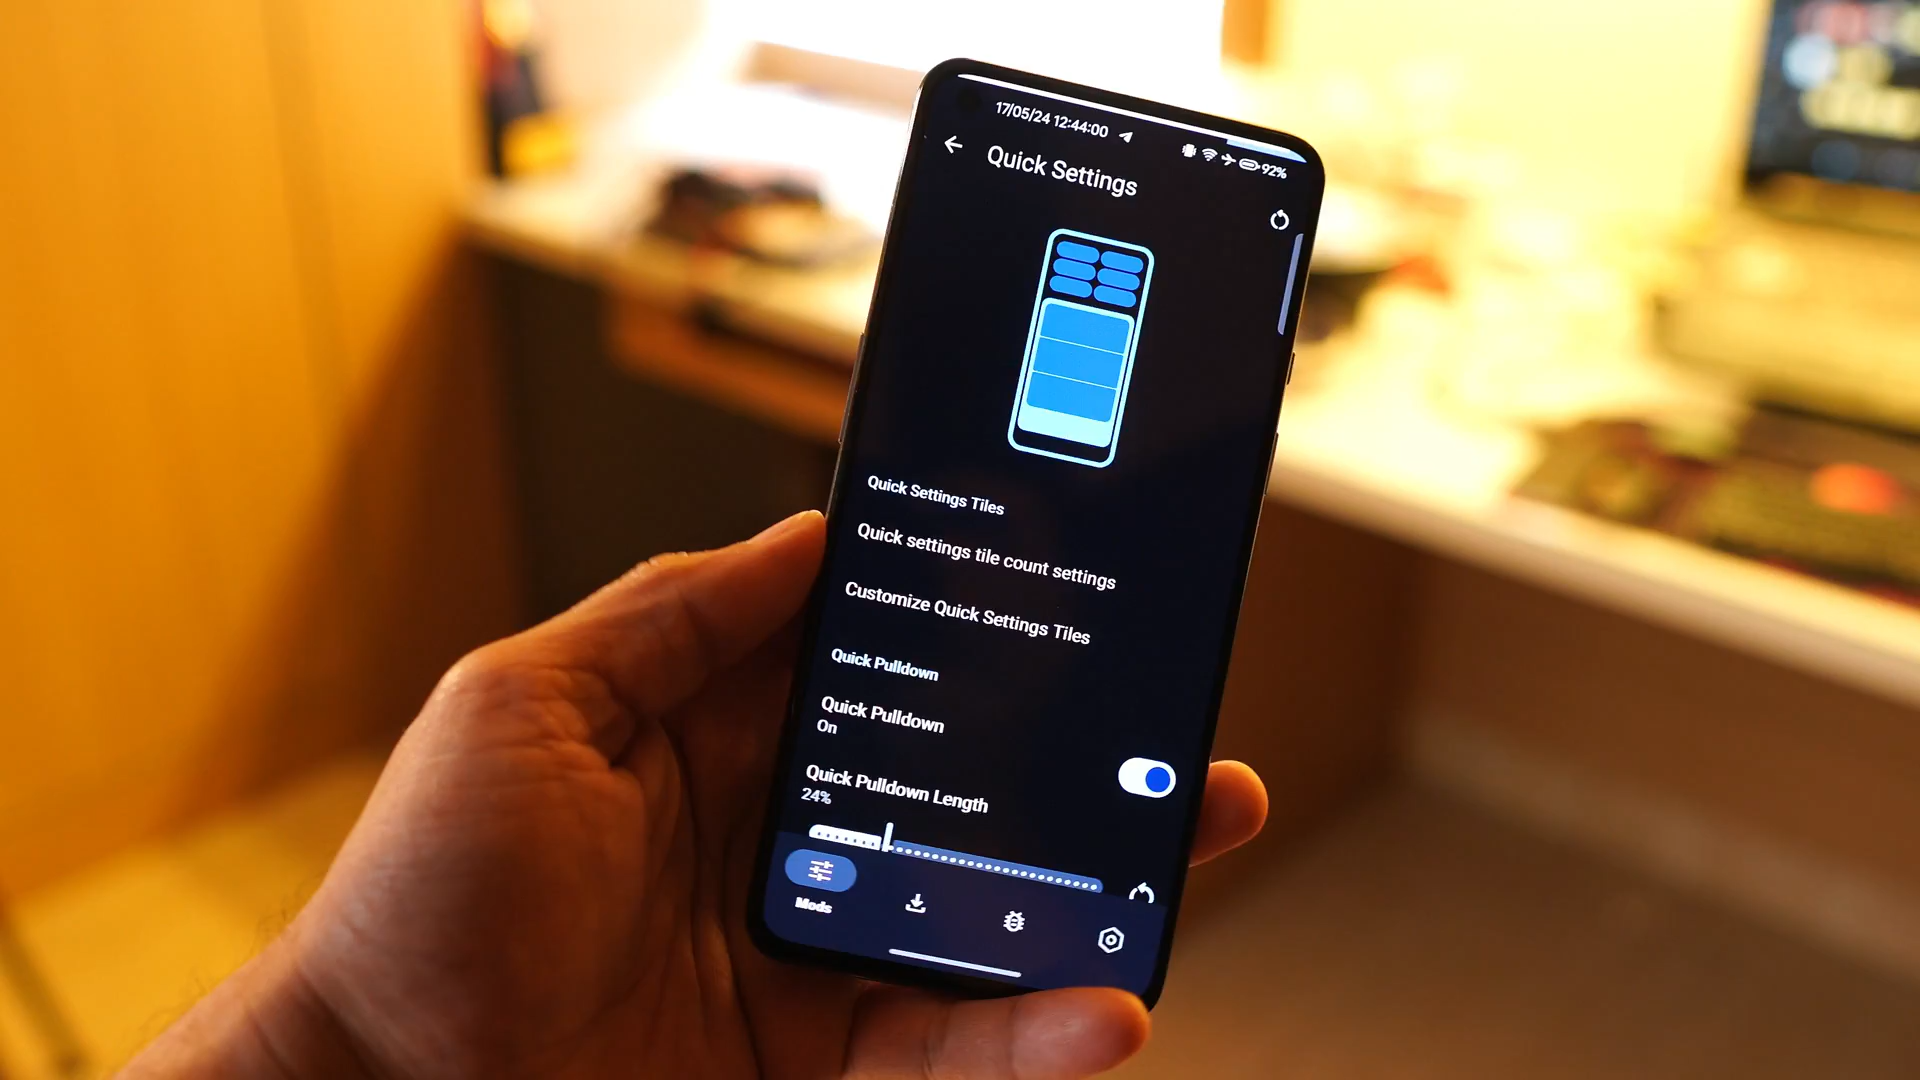 17/05/24 12:44:00
92%
Quick Settings
Quick Settings Tiles
Quick settings tile count settings
Customize Quick Settings Tiles
Quick Pulldown
Quick Pulldown
On
Quick Pulldown Length
24%
Mods